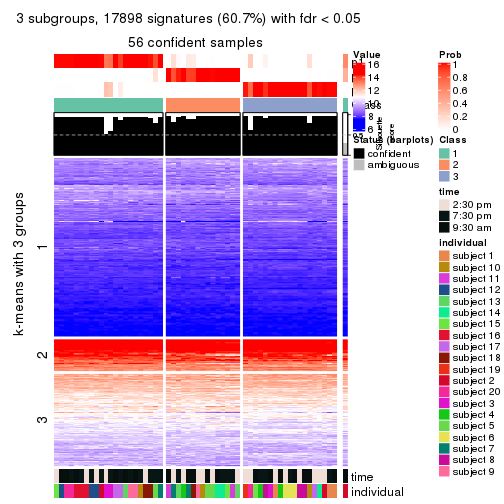 3 subgroups, 17898 signatures (60.7%) with fdr < 0.05
56 confident samples
k-means with 3 groups
1
2
3
time
individual
Value
16
14
12
10
8
6
Status (barplots)
confident
ambiguous
Silhouette
score
Prob
1
0.8
0.6
0.4
0.2
0
Class
1
2
3
time
2:30 pm
7:30 pm
9:30 am
individual
subject 1
subject 10
subject 11
subject 12
subject 13
subject 14
subject 15
subject 16
subject 17
subject 18
subject 19
subject 2
subject 20
subject 3
subject 4
subject 5
subject 6
subject 7
subject 8
subject 9